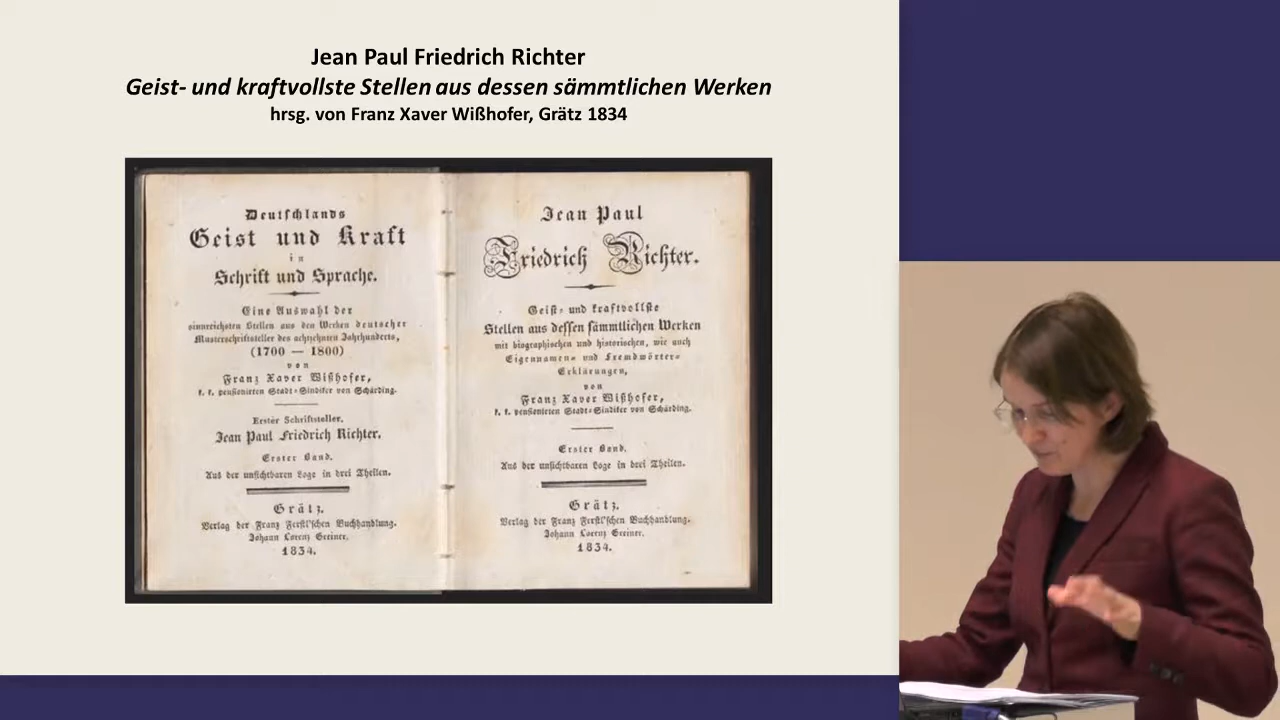 Jean Paul Friedrich Richter
Geist- und kraftvollste Stellen aus dessen sämmtlichen Werken
hrsg. von Franz Xaver Wißhofer, Grätz 1834
Deutschlands
Geist und Kraft
in
Schrift und Sprache.
Eine Auswahl der
sinnreichsten Stellen aus den Werken deutscher
Musterschriftsteller des achtzehnten Jahrhunderts,
(1700 — 1800)
von
Franz Xaver Wißhofer,
k. k. pensionirten Stadt-Sindiker von Schärding.
Erster Schriftsteller.
Jean Paul Friedrich Richter.
Erster Band.
Aus der unsichtbaren Loge in drei Theilen.
Grätz.
Verlag der Franz Ferstl'schen Buchhandlung.
Johann Lorenz Greiner.
1834.
Jean Paul
Friedrich Richter.
Geist- und kraftvollste
Stellen aus dessen sämmtlichen Werken
mit biographischen und historischen, wie auch
Eigennamen- und Fremdwörter-
Erklärungen,
von
Franz Xaver Wißhofer,
k. k. pensionirten Stadt-Sindiker von Schärding.
Erster Band.
Aus der unsichtbaren Loge in drei Theilen.
Grätz.
Verlag der Franz Ferstl'schen Buchhandlung.
Johann Lorenz Greiner.
1834.